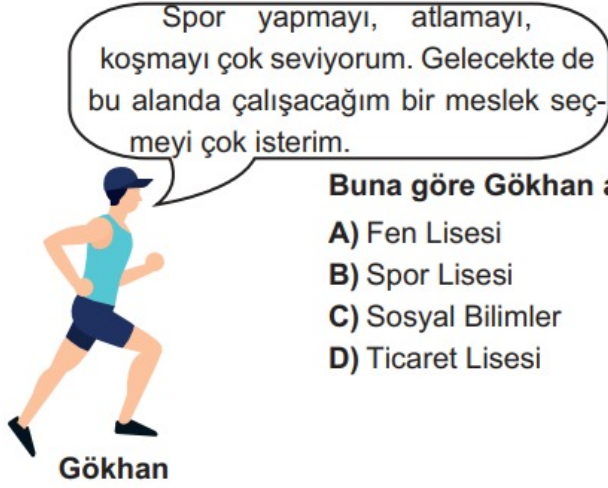 Spor yapmayı, atlamayı,
koşmayı çok seviyorum. Gelecekte de
bu alanda çalışacağım bir meslek seç-
meyi çok isterim.
Buna göre Gökhan
A) Fen Lisesi
B) Spor Lisesi
C) Sosyal Bilimler
D) Ticaret Lisesi
Gökhan